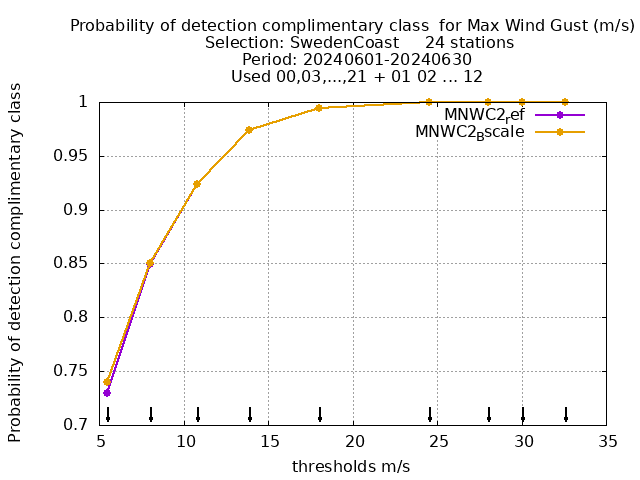 Probability of detection complimentary class  for Max Wind Gust (m/s)
Selection: SwedenCoast     24 stations
Period: 20240601-20240630
Used 00,03,...,21 + 01 02 ... 12
Probability of detection complimentary class
1
0.95
0.9
0.85
0.8
0.75
0.7
MNWC2_ref
MNWC2_Bscale
5 10 15 20 25 30 35
thresholds m/s